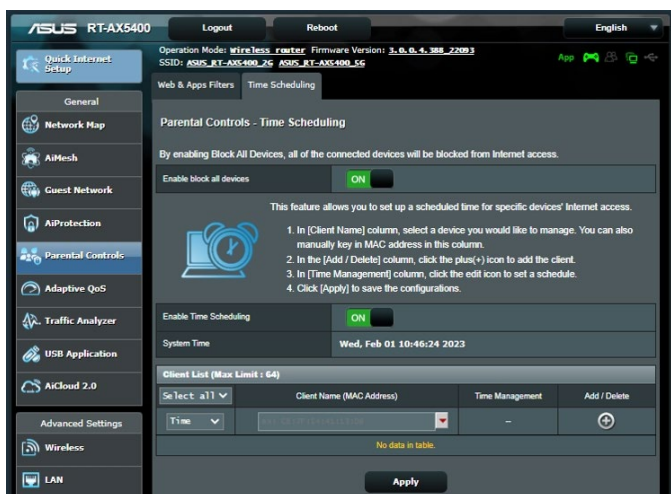 ASUS RT-AX5400 Logout Reboot English
Quick Internet Setup
Operation Mode: Wireless router Firmware Version: 3.0.0.4.388_22093
SSID: ASUS_RT-AX5400_2G ASUS_RT-AX5400_5G
App
Web & Apps Filters Time Scheduling
General
Network Map
AiMesh
Guest Network
AiProtection
Parental Controls
Adaptive QoS
Traffic Analyzer
USB Application
AiCloud 2.0
Advanced Settings
Wireless
LAN
Parental Controls - Time Scheduling
By enabling Block All Devices, all of the connected devices will be blocked from Internet access.
Enable block all devices ON
This feature allows you to set up a scheduled time for specific devices' Internet access.
1. In [Client Name] column, select a device you would like to manage. You can also
manually key in MAC address in this column.
2. In the [Add / Delete] column, click the plus(+) icon to add the client.
3. In [Time Management] column, click the edit icon to set a schedule.
4. Click [Apply] to save the configurations.
Enable Time Scheduling ON
System Time Wed, Feb 01 10:46:24 2023
Client List (Max Limit : 64)
Select all Client Name (MAC Address) Time Management Add / Delete
Time –
No data in table.
Apply